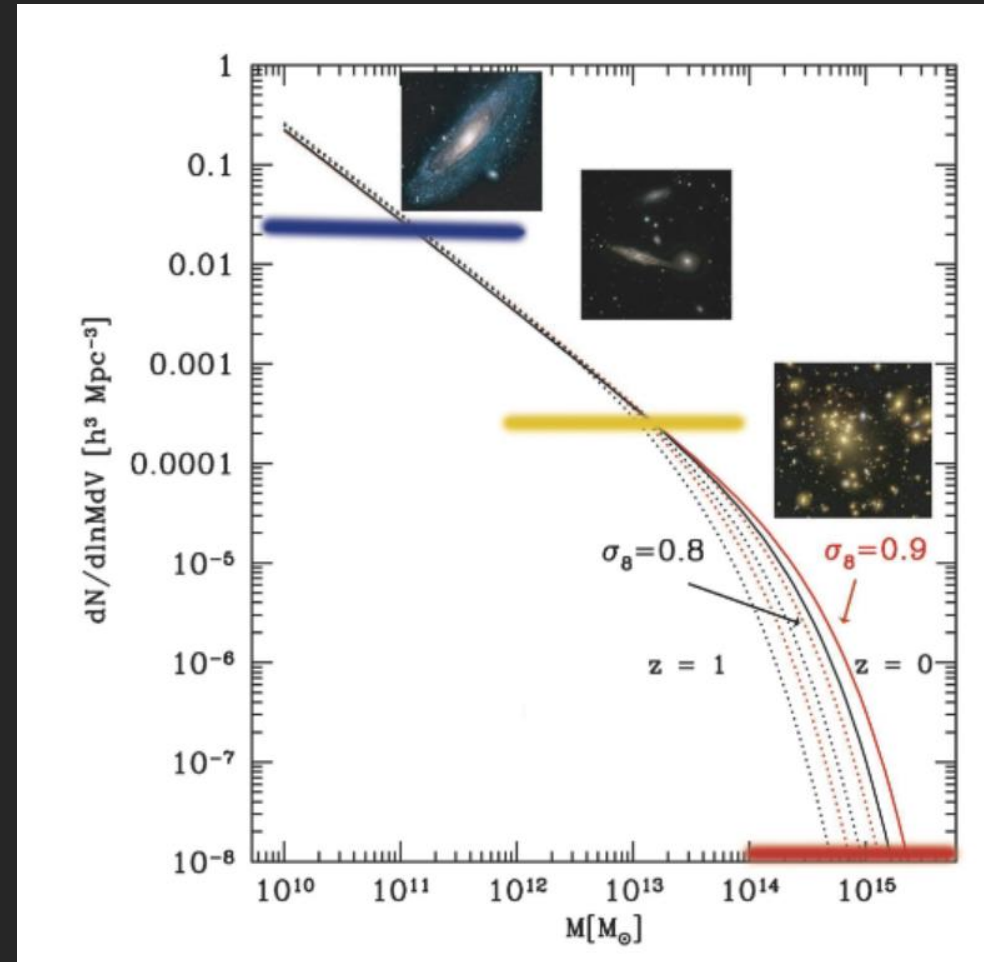 dN/dlnMdV [h³ Mpc⁻³]
1
0.1
0.01
0.001
0.0001
10⁻⁵
10⁻⁶
10⁻⁷
10⁻⁸
σ₈=0.8
σ₈=0.9
z = 1
z = 0
10¹⁰ 10¹¹ 10¹² 10¹³ 10¹⁴ 10¹⁵
M[M⊙]